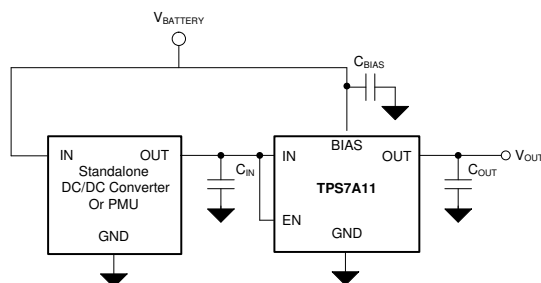 VBATTERY
CBIAS
IN
OUT
Standalone
DC/DC Converter
Or PMU
GND
CIN
IN
BIAS
OUT
TPS7A11
EN
GND
COUT
VOUT